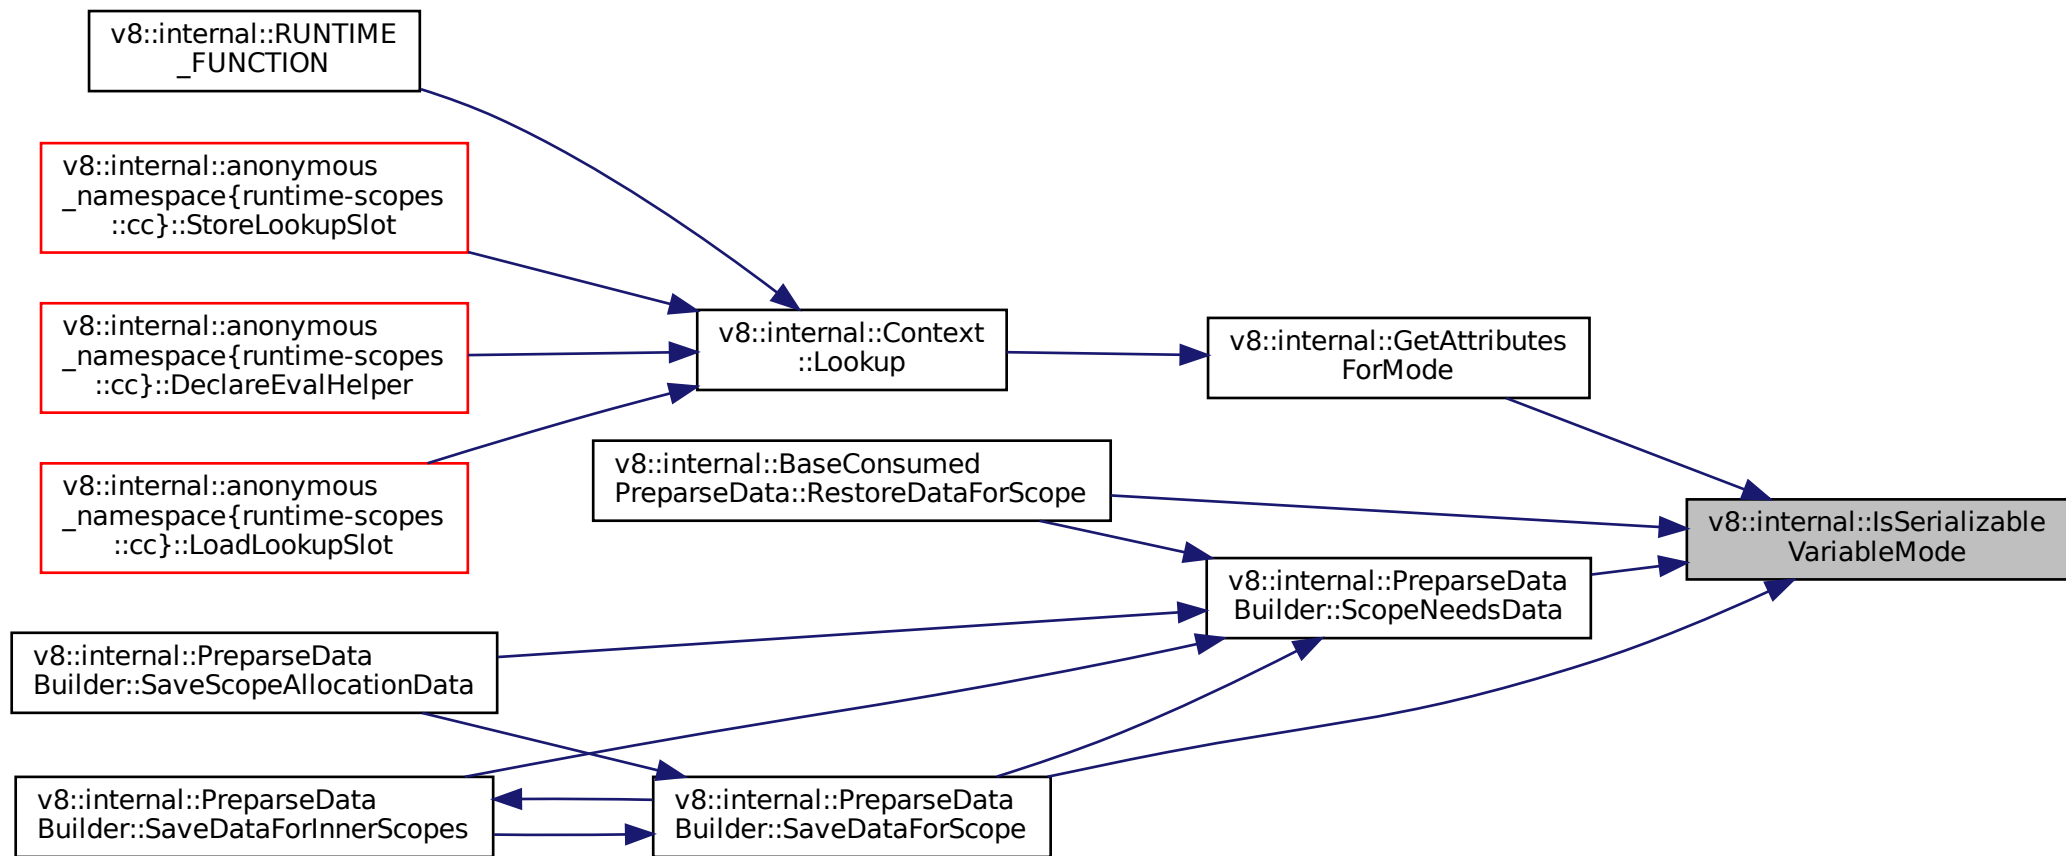 v8::internal::RUNTIME
_FUNCTION
v8::internal::anonymous
_namespace{runtime-scopes
::cc}::StoreLookupSlot
v8::internal::anonymous
_namespace{runtime-scopes
::cc}::DeclareEvalHelper
v8::internal::anonymous
_namespace{runtime-scopes
::cc}::LoadLookupSlot
v8::internal::Context
::Lookup
v8::internal::GetAttributes
ForMode
v8::internal::BaseConsumed
PreparseData::RestoreDataForScope
v8::internal::IsSerializable
VariableMode
v8::internal::PreparseData
Builder::ScopeNeedsData
v8::internal::PreparseData
Builder::SaveScopeAllocationData
v8::internal::PreparseData
Builder::SaveDataForInnerScopes
v8::internal::PreparseData
Builder::SaveDataForScope